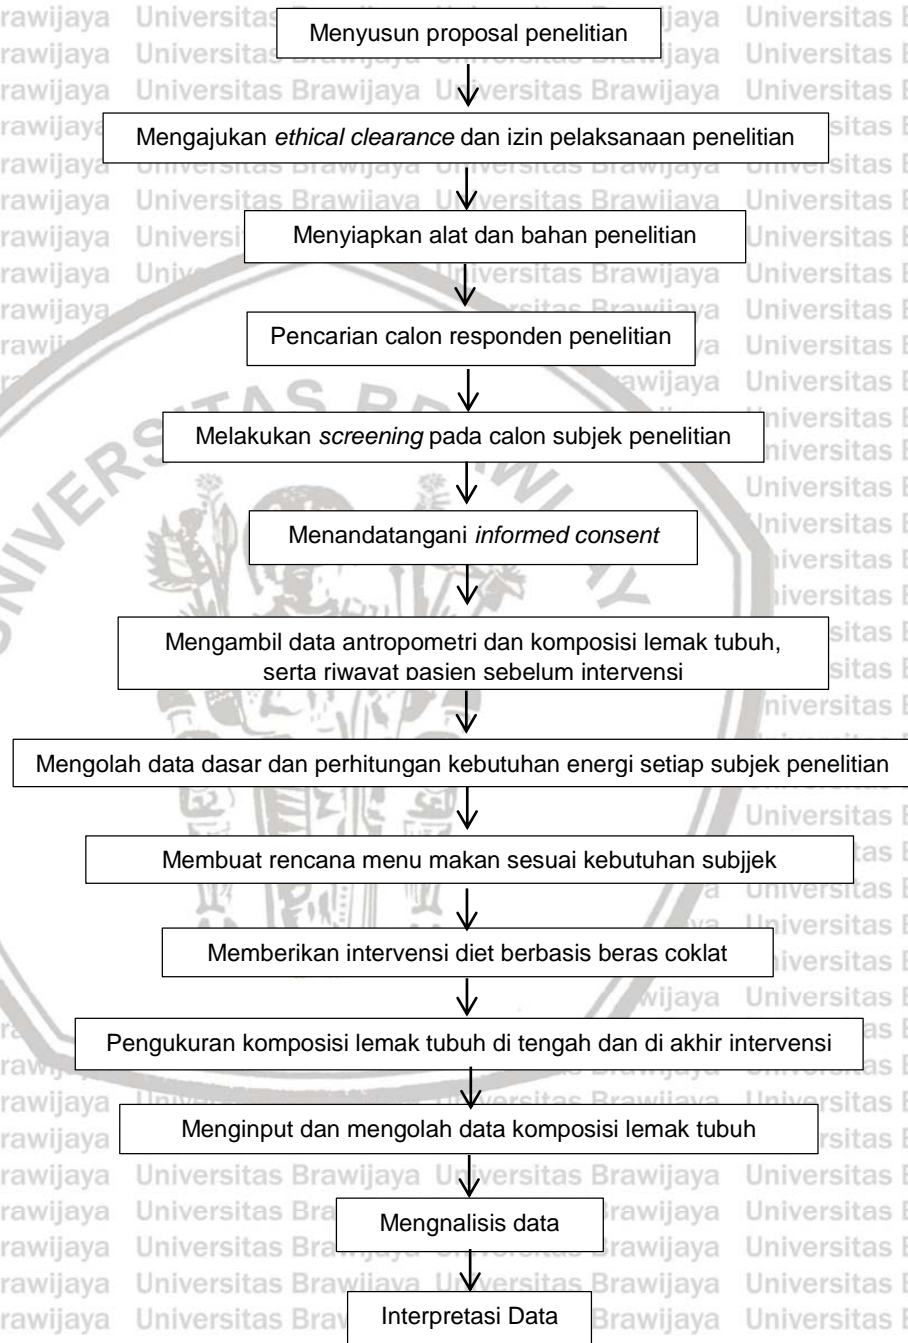 Menyusun proposal penelitian
Mengajukan ethical clearance dan izin pelaksanaan penelitian
Menyiapkan alat dan bahan penelitian
Pencarian calon responden penelitian
Melakukan screening pada calon subjek penelitian
Menandatangani informed consent
Mengambil data antropometri dan komposisi lemak tubuh,
serta riwayat pasien sebelum intervensi
Mengolah data dasar dan perhitungan kebutuhan energi setiap subjek penelitian
Membuat rencana menu makan sesuai kebutuhan subjjek
Memberikan intervensi diet berbasis beras coklat
Pengukuran komposisi lemak tubuh di tengah dan di akhir intervensi
Menginput dan mengolah data komposisi lemak tubuh
Mengnalisis data
Interpretasi Data